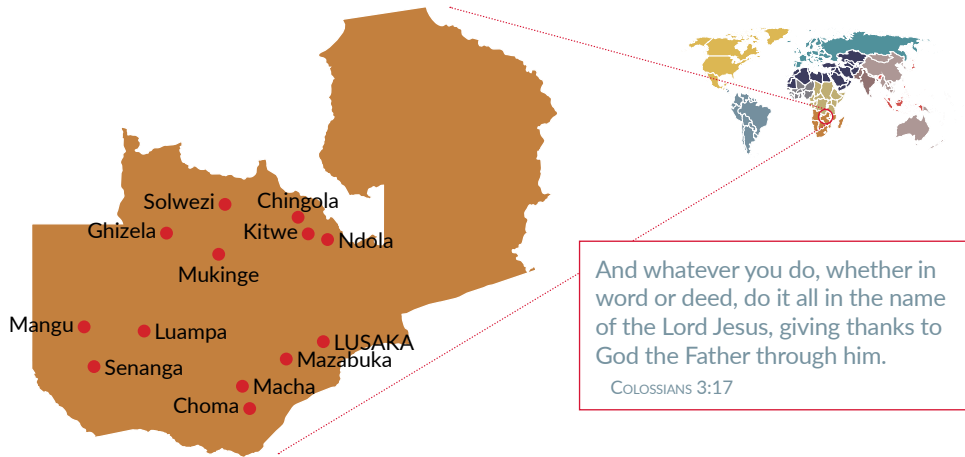 Solwezi
Chingola
Ghizela
Kitwe
Ndola
Mukinge
Mangu
Luampa
LUSAKA
Mazabuka
Senanga
Macha
Choma
And whatever you do, whether in
word or deed, do it all in the name
of the Lord Jesus, giving thanks to
God the Father through him.
Colossians 3:17